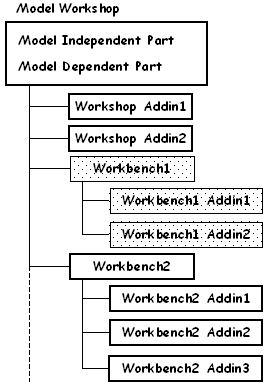 Model Workshop
Model Independent Part
Model Dependent Part
Workshop Addin1
Workshop Addin2
Workbench1
Workbench1 Addin1
Workbench1 Addin2
Workbench2
Workbench2 Addin1
Workbench2 Addin2
Workbench2 Addin3